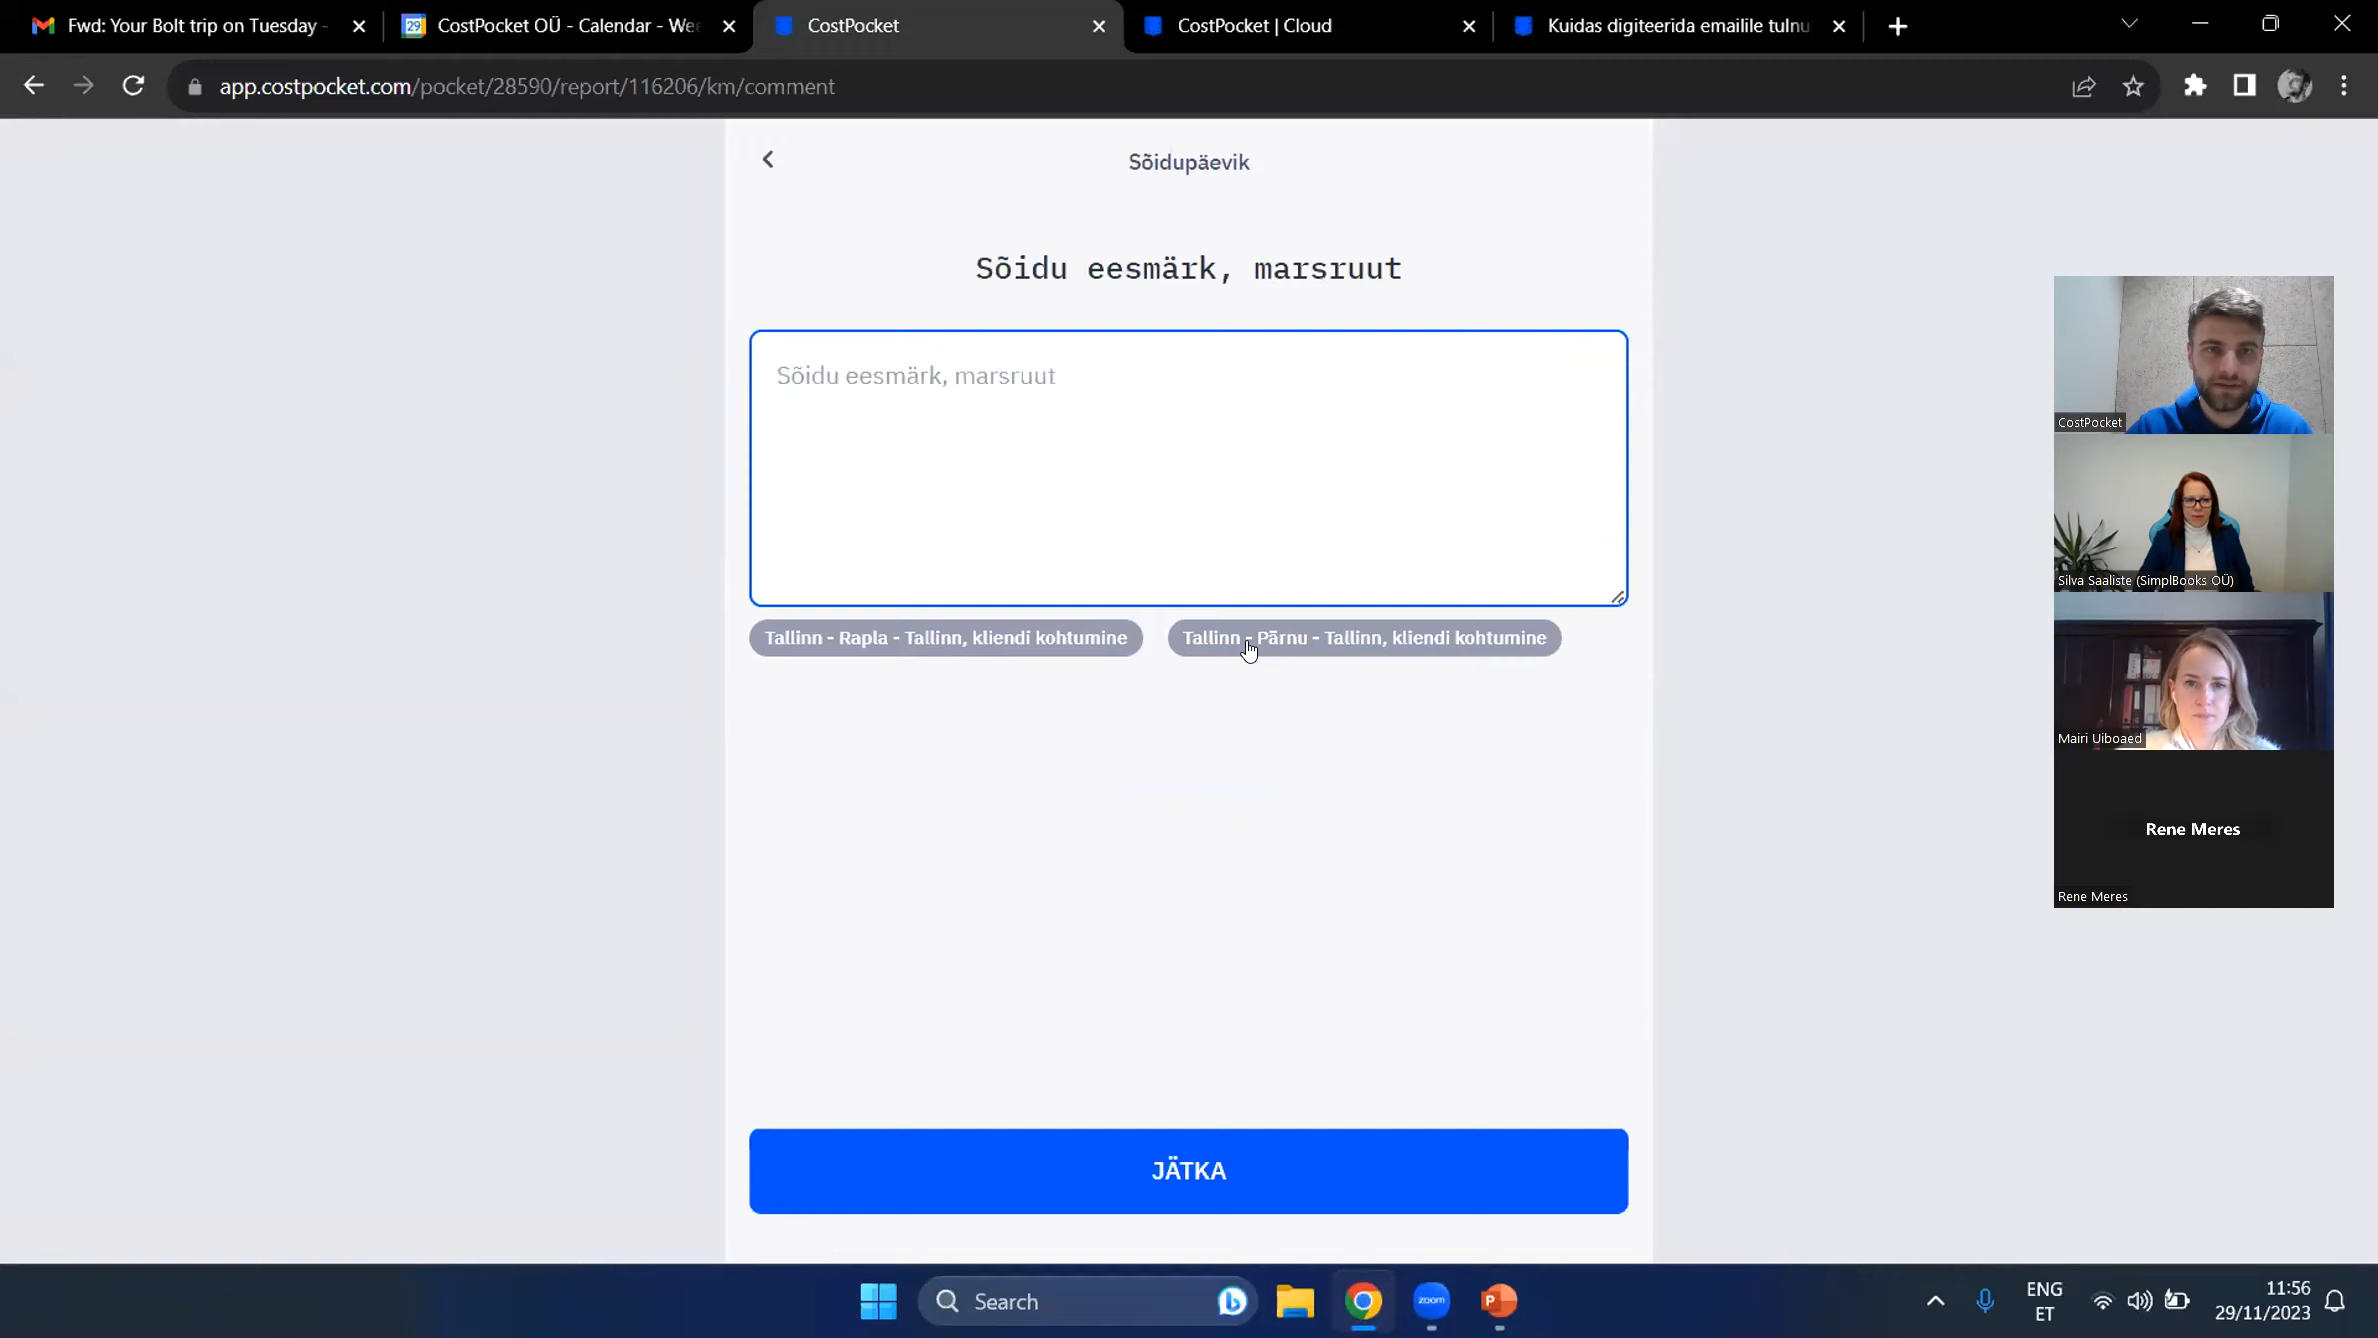 Fwd: Your Bolt trip on Tuesday -
CostPocket OÜ - Calendar - Wee
CostPocket
CostPocket | Cloud
Kuidas digiteerida emailile tulnu
app.costpocket.com/pocket/28590/report/116206/km/comment
Sõidupäevik
Sõidu eesmärk, marsruut
Sõidu eesmärk, marsruut
Tallinn - Rapla - Tallinn, kliendi kohtumine
Tallinn - Pärnu - Tallinn, kliendi kohtumine
JÄTKA
CostPocket
Silva Saaliste (SimplBooks OÜ)
Mairi Uiboaed
Rene Meres
Rene Meres
Search
zoom
ENG
ET
11:56
29/11/2023